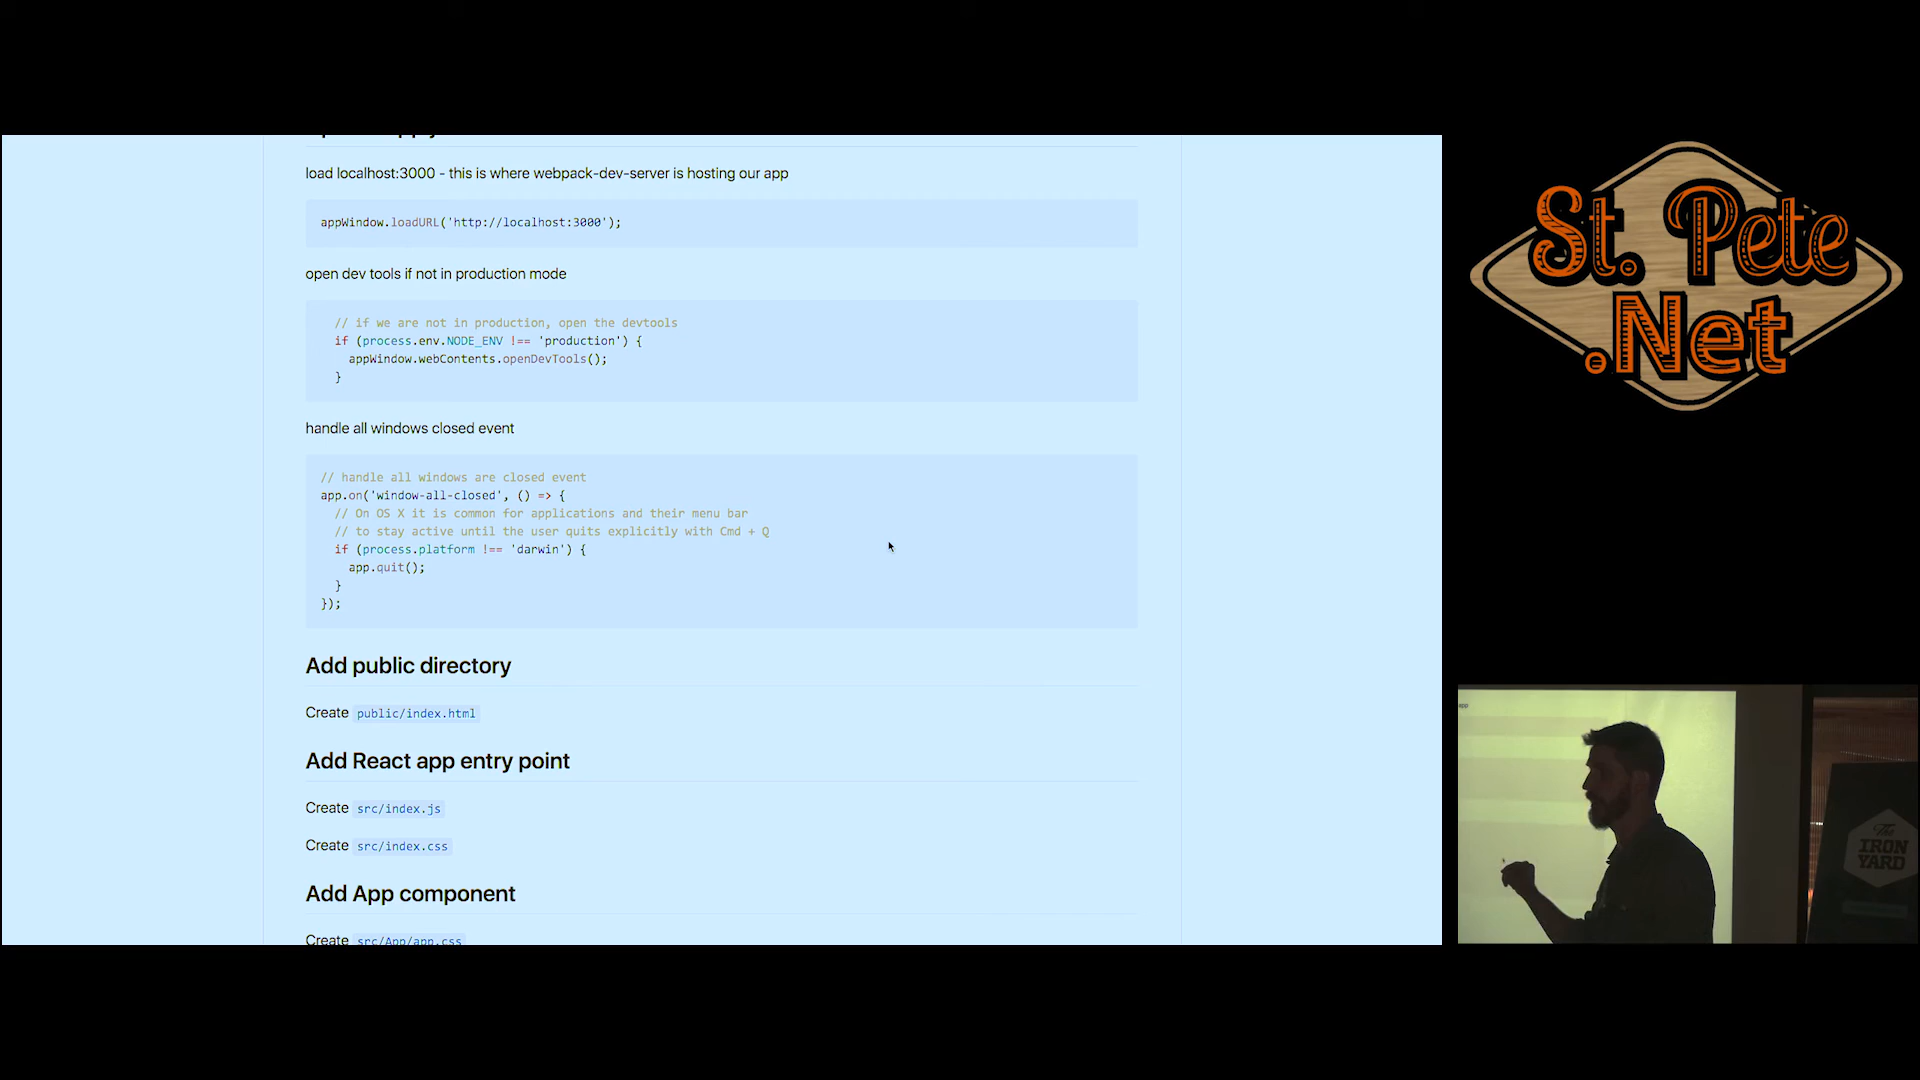 load localhost:3000 - this is where webpack-dev-server is hosting our app
appWindow.loadURL('http://localhost:3000');
open dev tools if not in production mode
// if we are not in production, open the devtools
if (process.env.NODE_ENV !== 'production') {
appWindow.webContents.openDevTools();
}
handle all windows closed event
// handle all windows are closed event
app.on('window-all-closed', () => {
// On OS X it is common for applications and their menu bar
// to stay active until the user quits explicitly with Cmd + Q
if (process.platform !== 'darwin') {
app.quit();
}
});
Add public directory
Create public/index.html
Add React app entry point
Create src/index.js
Create src/index.css
Add App component
Create src/App/app.css
St. Pete
.Net
app
The
IRON
YARD